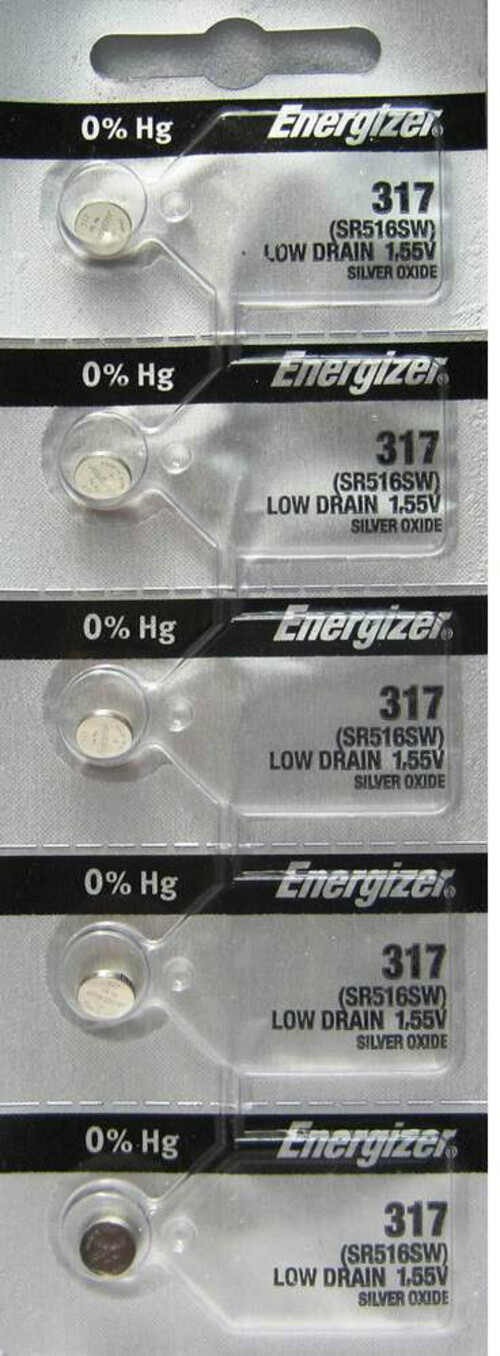 0% Hg Energizer®
317
(SR516SW)
LOW DRAIN 1.55V
SILVER OXIDE
0% Hg Energizer®
317
(SR516SW)
LOW DRAIN 1.55V
SILVER OXIDE
0% Hg Energizer®
317
(SR516SW)
LOW DRAIN 1.55V
SILVER OXIDE
0% Hg Energizer®
317
(SR516SW)
LOW DRAIN 1.55V
SILVER OXIDE
0% Hg Energizer®
317
(SR516SW)
LOW DRAIN 1.55V
SILVER OXIDE